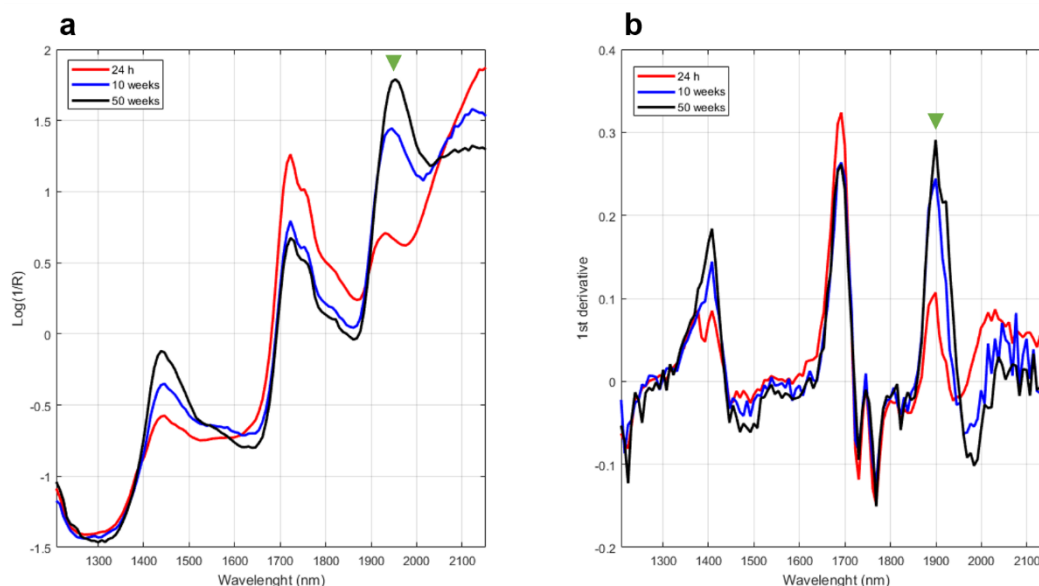 a
2
1.5
1
0.5
0
-0.5
-1
-1.5
Log(1/R)
24 h
10 weeks
50 weeks
1300 1400 1500 1600 1700 1800 1900 2000 2100
Wavelenght (nm)
b
0.4
0.3
0.2
0.1
0
-0.1
-0.2
1st derivative
24 h
10 weeks
50 weeks
1300 1400 1500 1600 1700 1800 1900 2000 2100
Wavelenght (nm)